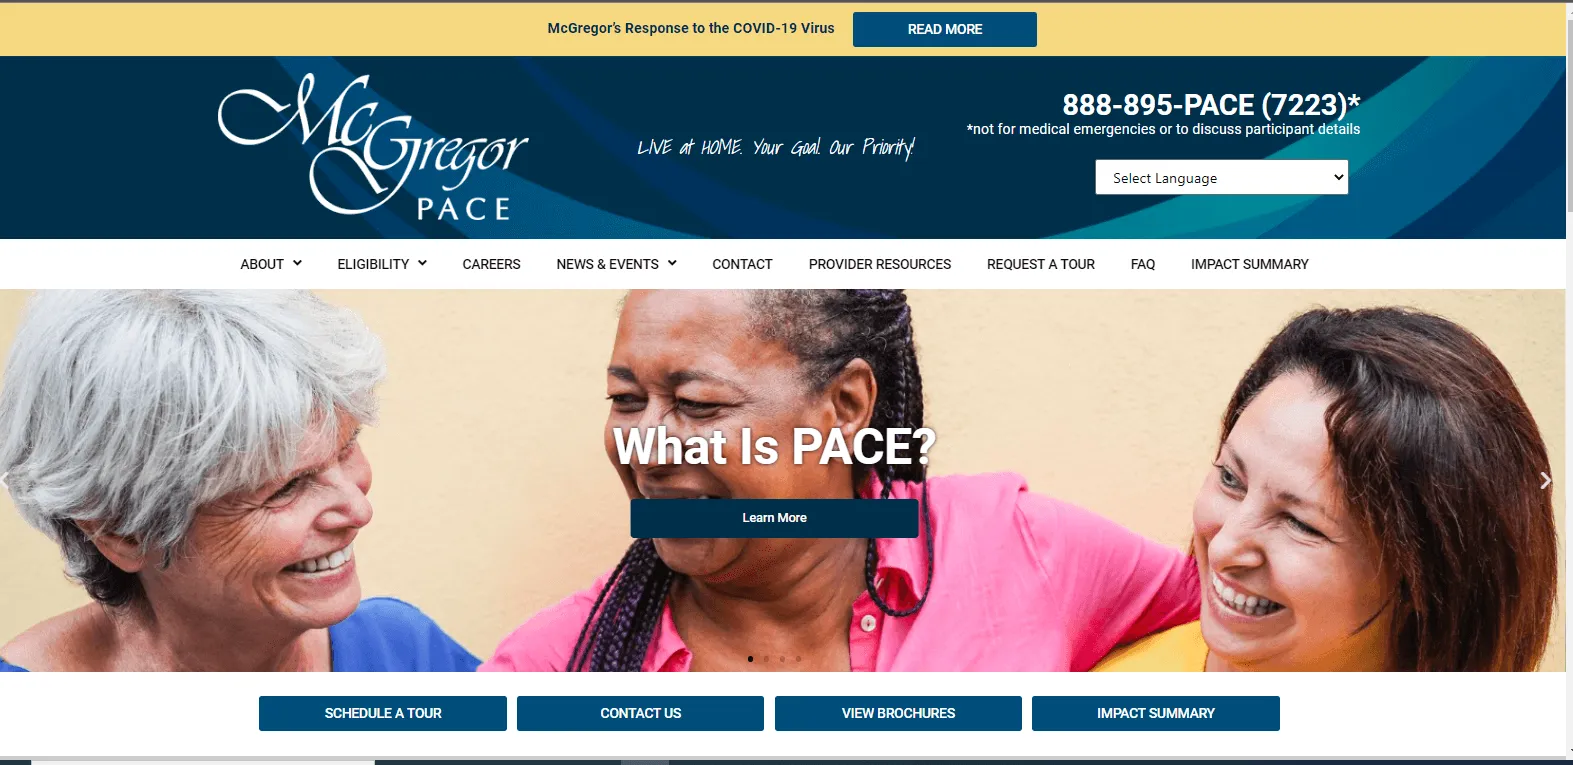 McGregor's Response to the COVID-19 Virus
READ MORE
McGregor
PACE
LIVE at HOME. Your Goal. Our Priority!
888-895-PACE (7223)*
*not for medical emergencies or to discuss participant details
Select Language
ABOUT ELIGIBILITY CAREERS NEWS & EVENTS CONTACT PROVIDER RESOURCES REQUEST A TOUR FAQ IMPACT SUMMARY
What Is PACE?
Learn More
SCHEDULE A TOUR CONTACT US VIEW BROCHURES IMPACT SUMMARY